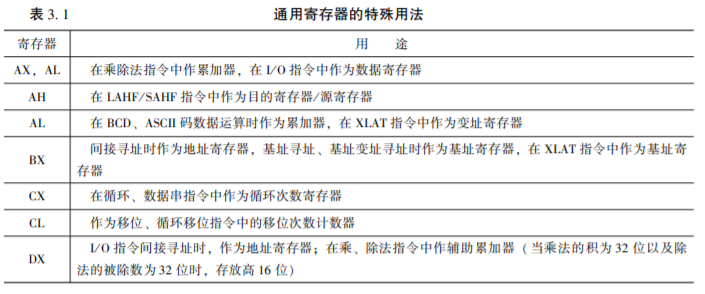 表 3. 1 通用寄存器的特殊用法
寄存器 用 途
AX，AL 在乘除法指令中作累加器，在 I/O 指令中作为数据寄存器
AH 在 LAHF/SAHF 指令中作为目的寄存器/源寄存器
AL 在 BCD、ASCII 码数据运算时作为累加器，在 XLAT 指令中作为变址寄存器
BX 间接寻址时作为地址寄存器，基址寻址、基址变址寻址时作为基址寄存器，在 XLAT 指令中作为基址寄
存器
CX 在循环、数据串指令中作为循环次数寄存器
CL 作为移位、循环移位指令中的移位次数计数器
DX I/O 指令间接寻址时，作为地址寄存器；在乘、除法指令中作辅助累加器（当乘法的积为 32 位以及除
法的被除数为 32 位时，存放高 16 位）